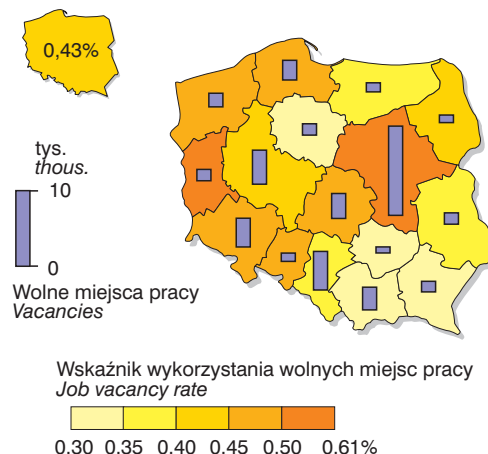 0,43%
tys.
thous.
10
0
Wolne miejsca pracy
Vacancies
Wskaźnik wykorzystania wolnych miejsc pracy
Job vacancy rate
0.30 0.35 0.40 0.45 0.50 0.61%